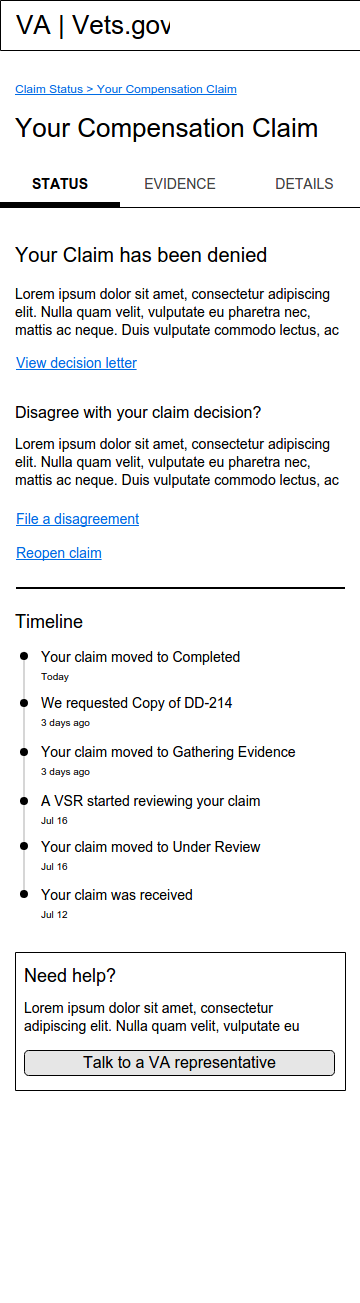 VA | Vets.gov
Claim Status > Your Compensation Claim
Your Compensation Claim
STATUS EVIDENCE DETAILS
Your Claim has been denied
Lorem ipsum dolor sit amet, consectetur adipiscing
elit. Nulla quam velit, vulputate eu pharetra nec,
mattis ac neque. Duis vulputate commodo lectus, ac
View decision letter
Disagree with your claim decision?
Lorem ipsum dolor sit amet, consectetur adipiscing
elit. Nulla quam velit, vulputate eu pharetra nec,
mattis ac neque. Duis vulputate commodo lectus, ac
File a disagreement
Reopen claim
Timeline
Your claim moved to Completed
Today
We requested Copy of DD-214
3 days ago
Your claim moved to Gathering Evidence
3 days ago
A VSR started reviewing your claim
Jul 16
Your claim moved to Under Review
Jul 16
Your claim was received
Jul 12
Need help?
Lorem ipsum dolor sit amet, consectetur
adipiscing elit. Nulla quam velit, vulputate eu
Talk to a VA representative